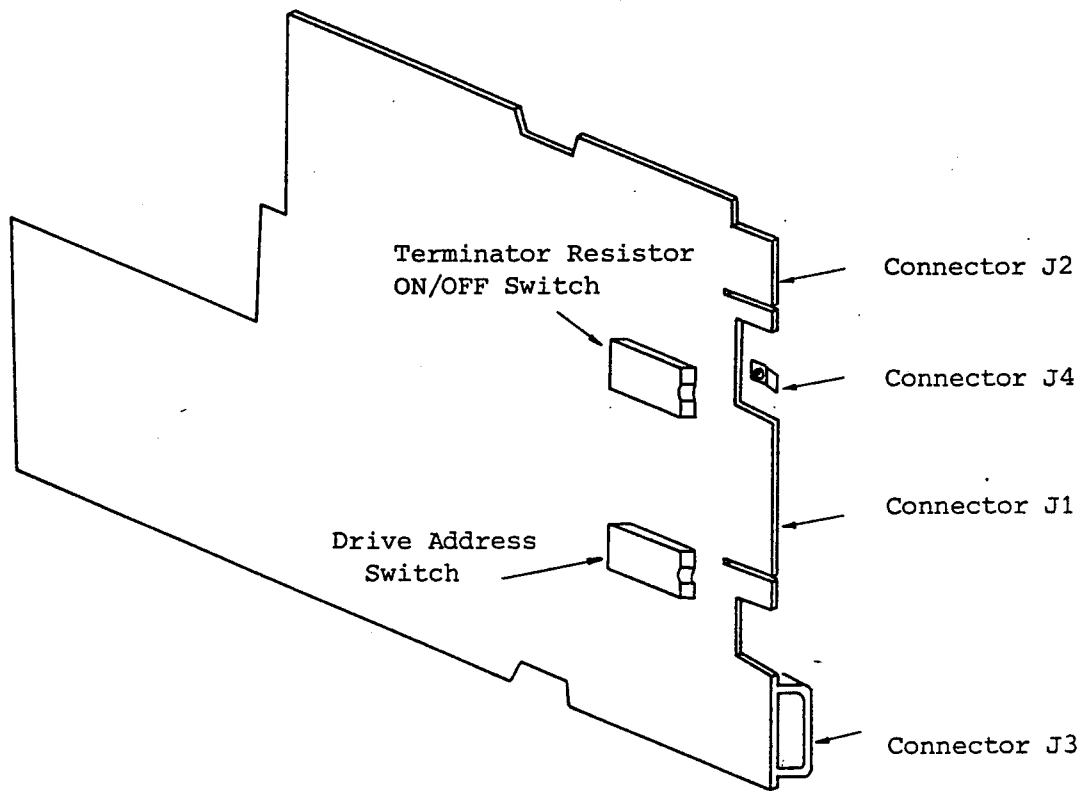 Terminator Resistor
ON/OFF Switch
Connector J2
Connector J4
Connector J1
Drive Address
Switch
Connector J3